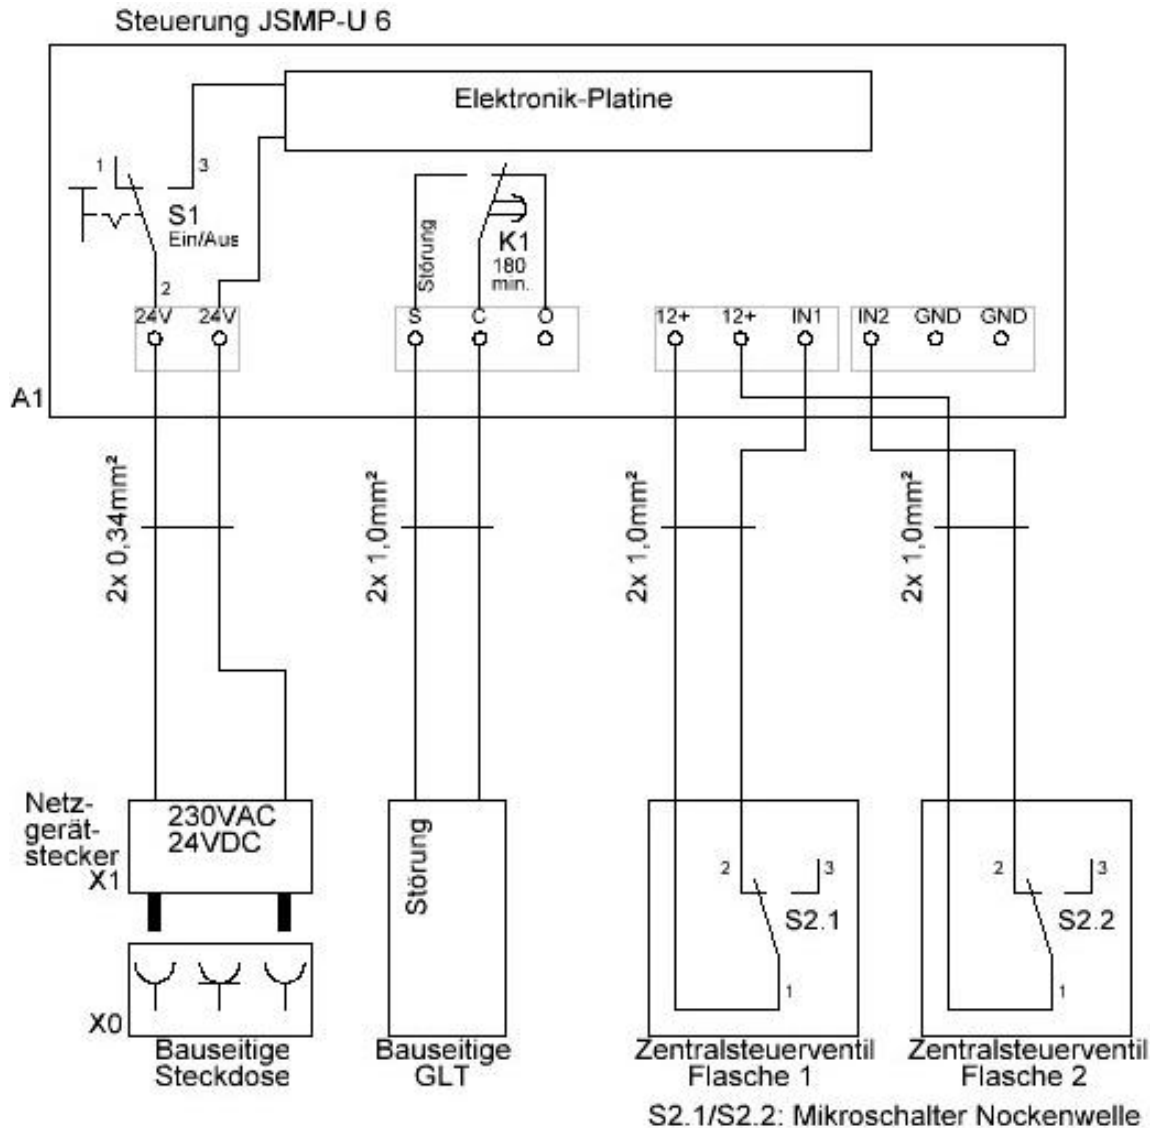 Steuerung JSMP-U 6
Elektronik-Platine
1
3
S1
Ein/Aus
2
Störung
K1
180
min.
24V 24V
S C O
12+ 12+ IN1
IN2 GND GND
A1
2x 0,34mm²
2x 1,0mm²
2x 1,0mm²
2x 1,0mm²
Netz-
gerät-
stecker
X1
230VAC
24VDC
Störung
2 3
S2.1
1
2 3
S2.2
1
X0
Bauseitige
Steckdose
Bauseitige
GLT
Zentralsteuerventil
Flasche 1
Zentralsteuerventil
Flasche 2
S2.1/S2.2: Mikroschalter Nockenwelle